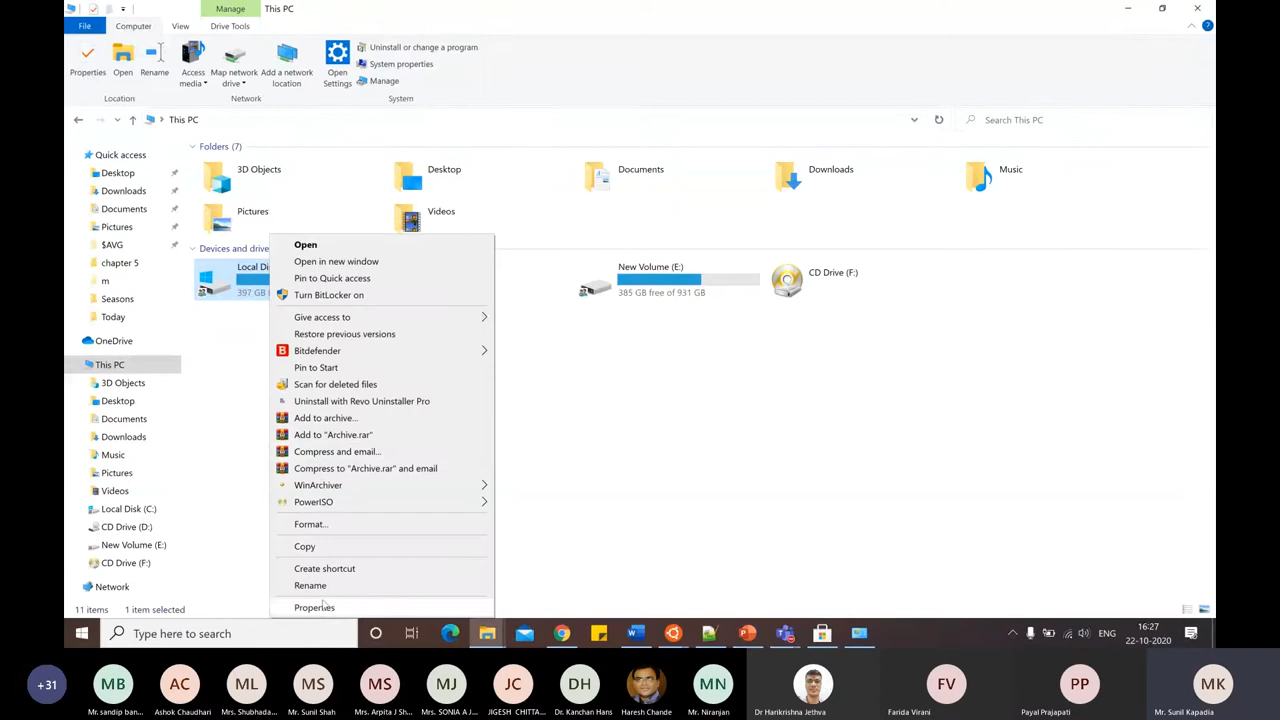 Manage
This PC
File
Computer
View
Drive Tools
Properties
Open
Rename
Access media
Map network drive
Add a network location
Open Settings
Uninstall or change a program
System properties
Manage
Location
Network
System
This PC
Search This PC
Quick access
Desktop
Downloads
Documents
Pictures
$AVG
chapter 5
m
Seasons
Today
OneDrive
This PC
3D Objects
Desktop
Documents
Downloads
Music
Pictures
Videos
Local Disk (C:)
CD Drive (D:)
New Volume (E:)
CD Drive (F:)
Network
Folders (7)
3D Objects
Desktop
Documents
Downloads
Music
Pictures
Videos
Devices and drive
Local Di
397 GB
New Volume (E:)
385 GB free of 931 GB
CD Drive (F:)
Open
Open in new window
Pin to Quick access
Turn BitLocker on
Give access to
Restore previous versions
B Bitdefender
Pin to Start
Scan for deleted files
Uninstall with Revo Uninstaller Pro
Add to archive...
Add to "Archive.rar"
Compress and email...
Compress to "Archive.rar" and email
WinArchiver
PowerISO
Format...
Copy
Create shortcut
Rename
Properties
11 items
1 item selected
Type here to search
ENG
16:27
22-10-2020
+31
MB
AC
ML
MS
MS
MJ
JC
DH
MN
FV
PP
MK
Mr. sandip ban...
Ashok Chaudhari
Mrs. Shubhada...
Mr. Sunil Shah
Mrs. Arpita J Sh...
Mrs. SONIA A J...
JIGESH CHITTA...
Dr. Kanchan Hans
Haresh Chande
Mr. Niranjan
Dr Harikrishna Jethva
Farida Virani
Payal Prajapati
Mr. Sunil Kapadia